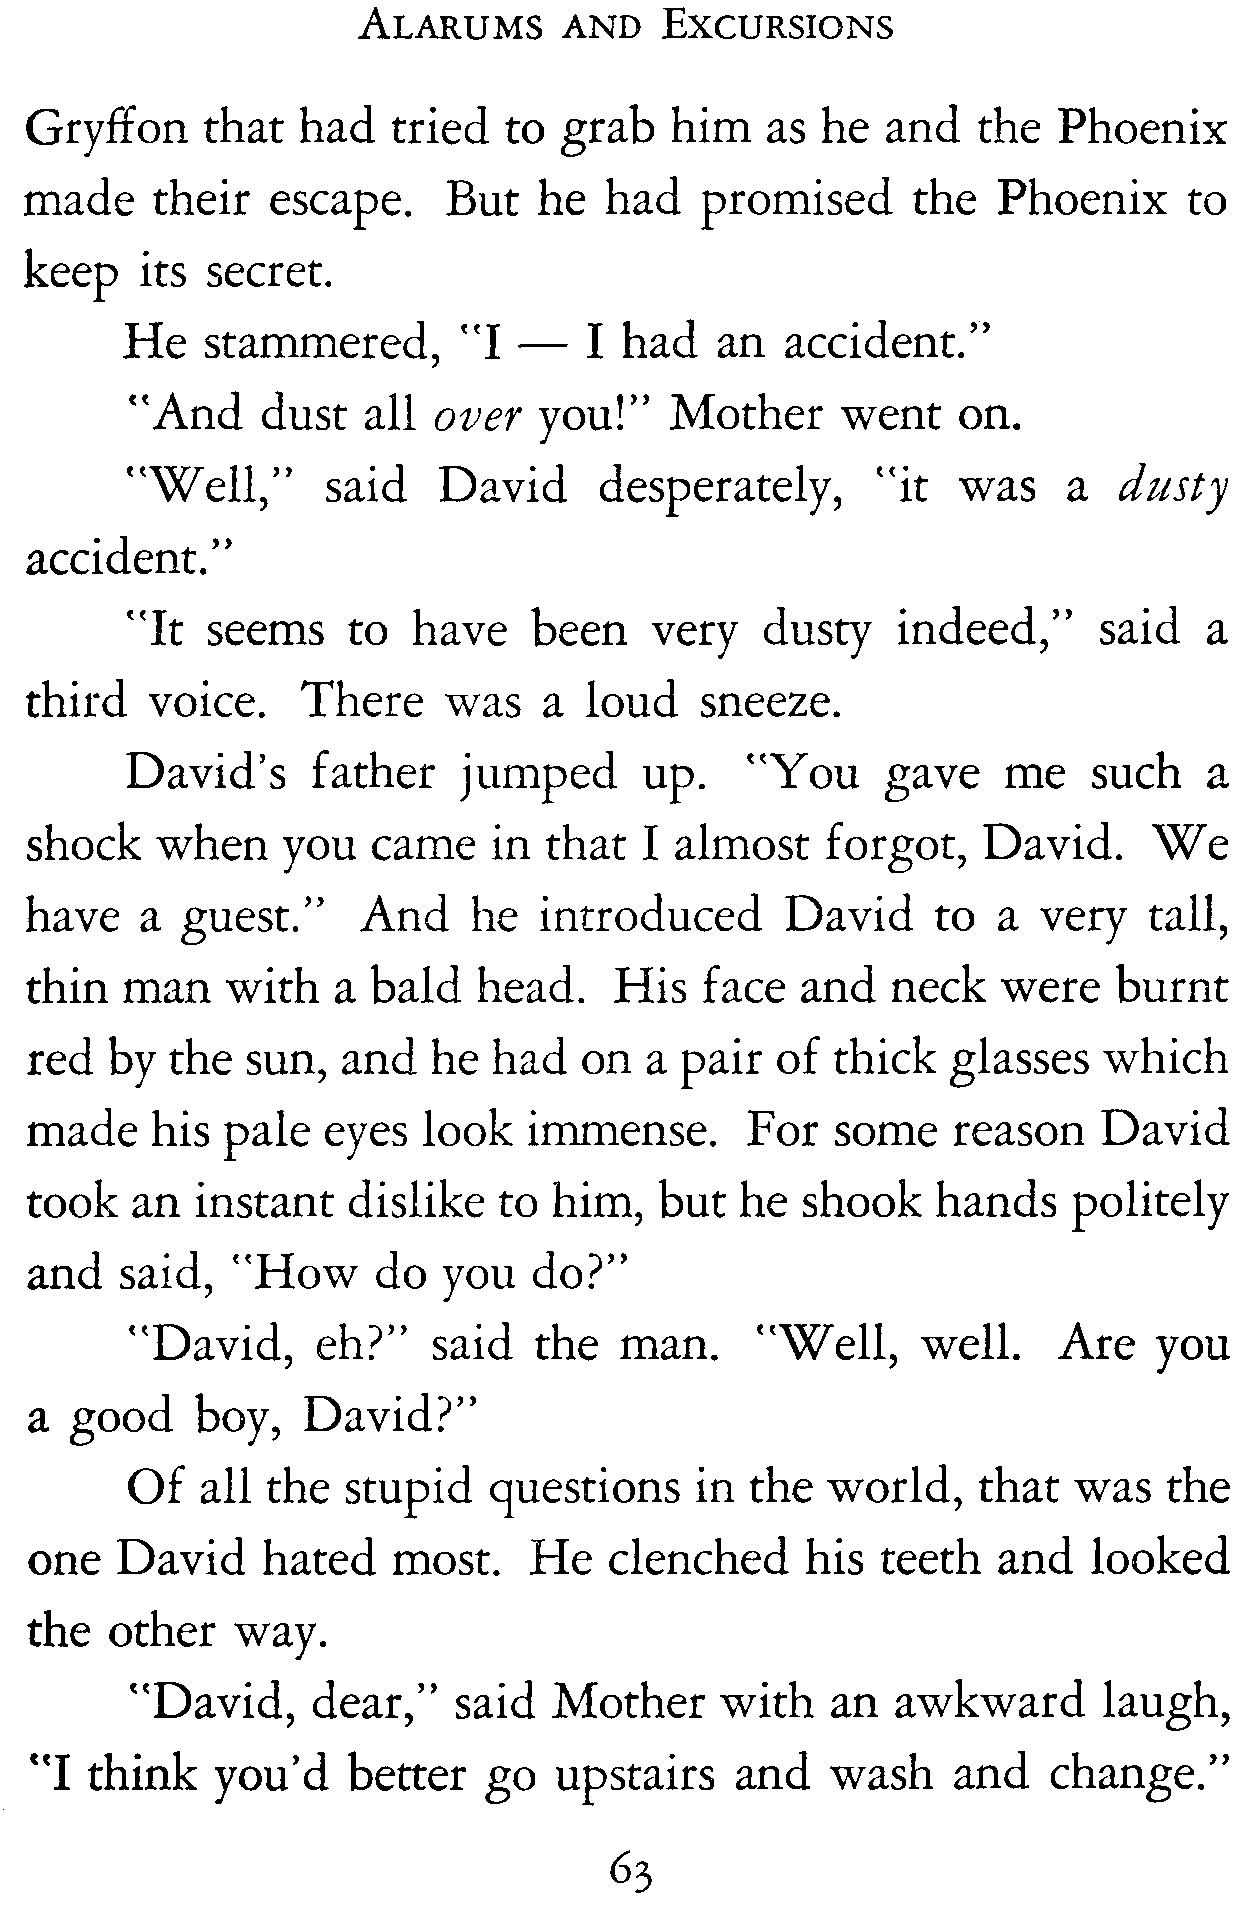 ALARUMS AND EXCURSIONS
Gryffon that had tried to grab him as he and the Phoenix
made their escape. But he had promised the Phoenix to
keep its secret.
He stammered, "I — I had an accident."
"And dust all over you!" Mother went on.
"Well," said David desperately, "it was a dusty
accident."
"It seems to have been very dusty indeed," said a
third voice. There was a loud sneeze.
David's father jumped up. "You gave me such a
shock when you came in that I almost forgot, David. We
have a guest." And he introduced David to a very tall,
thin man with a bald head. His face and neck were burnt
red by the sun, and he had on a pair of thick glasses which
made his pale eyes look immense. For some reason David
took an instant dislike to him, but he shook hands politely
and said, "How do you do?"
"David, eh?" said the man. "Well, well. Are you
a good boy, David?"
Of all the stupid questions in the world, that was the
one David hated most. He clenched his teeth and looked
the other way.
"David, dear," said Mother with an awkward laugh,
"I think you'd better go upstairs and wash and change."
63